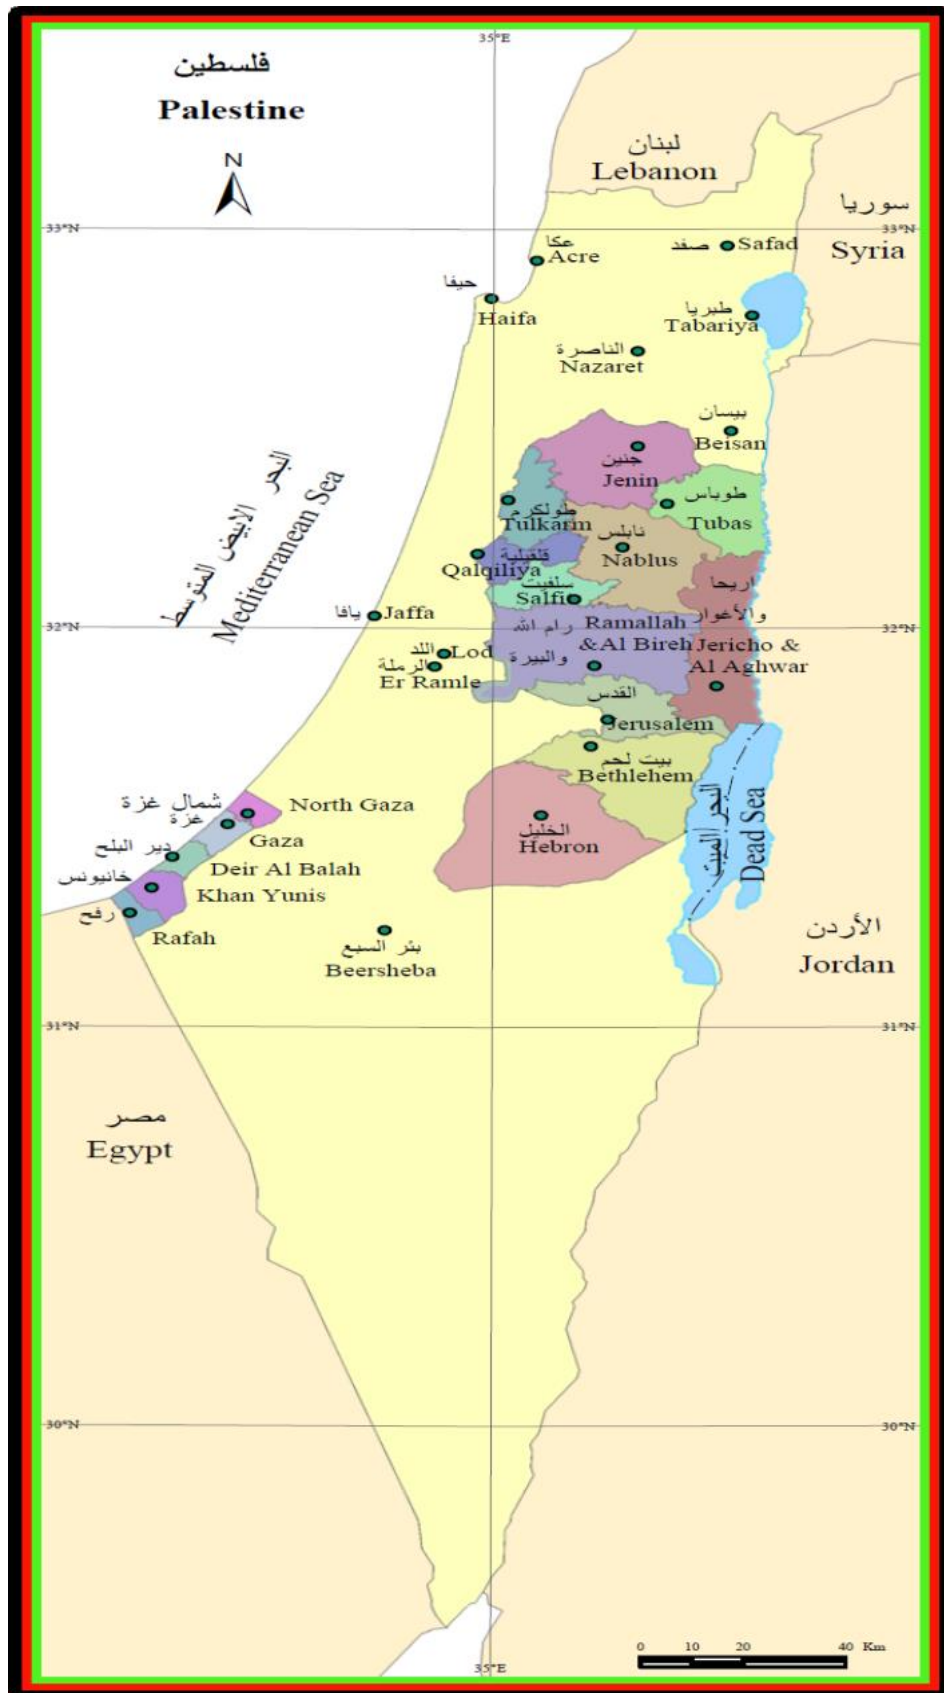 35°E
فلسطين
Palestine
N
لبنان
Lebanon
سوريا
Syria
33°N
33°N
عكا
Acre
صفد
Safad
حيفا
Haifa
طبريا
Tabariya
الناصرة
Nazaret
بيسان
Beisan
جنين
Jenin
طوباس
Tubas
طولكرم
Tulkarm
نابلس
Nablus
قلقيلية
Qalqiliya
سلفيت
Salfi
اريحا
والأغوار
Jericho &
Al Aghwar
البحر الابيض المتوسط
Mediterranean Sea
يافا
Jaffa
32°N
32°N
رام الله
والبيرة
Ramallah
& Al Bireh
اللد
Lod
الرملة
Er Ramle
القدس
Jerusalem
بيت لحم
Bethlehem
البحر الميت
Dead Sea
شمال غزة
North Gaza
غزة
Gaza
دير البلح
Deir Al Balah
خانيونس
Khan Yunis
رفح
Rafah
الخليل
Hebron
بئر السبع
Beersheba
الأردن
Jordan
31°N
31°N
مصر
Egypt
30°N
30°N
0 10 20 40 Km
35°E